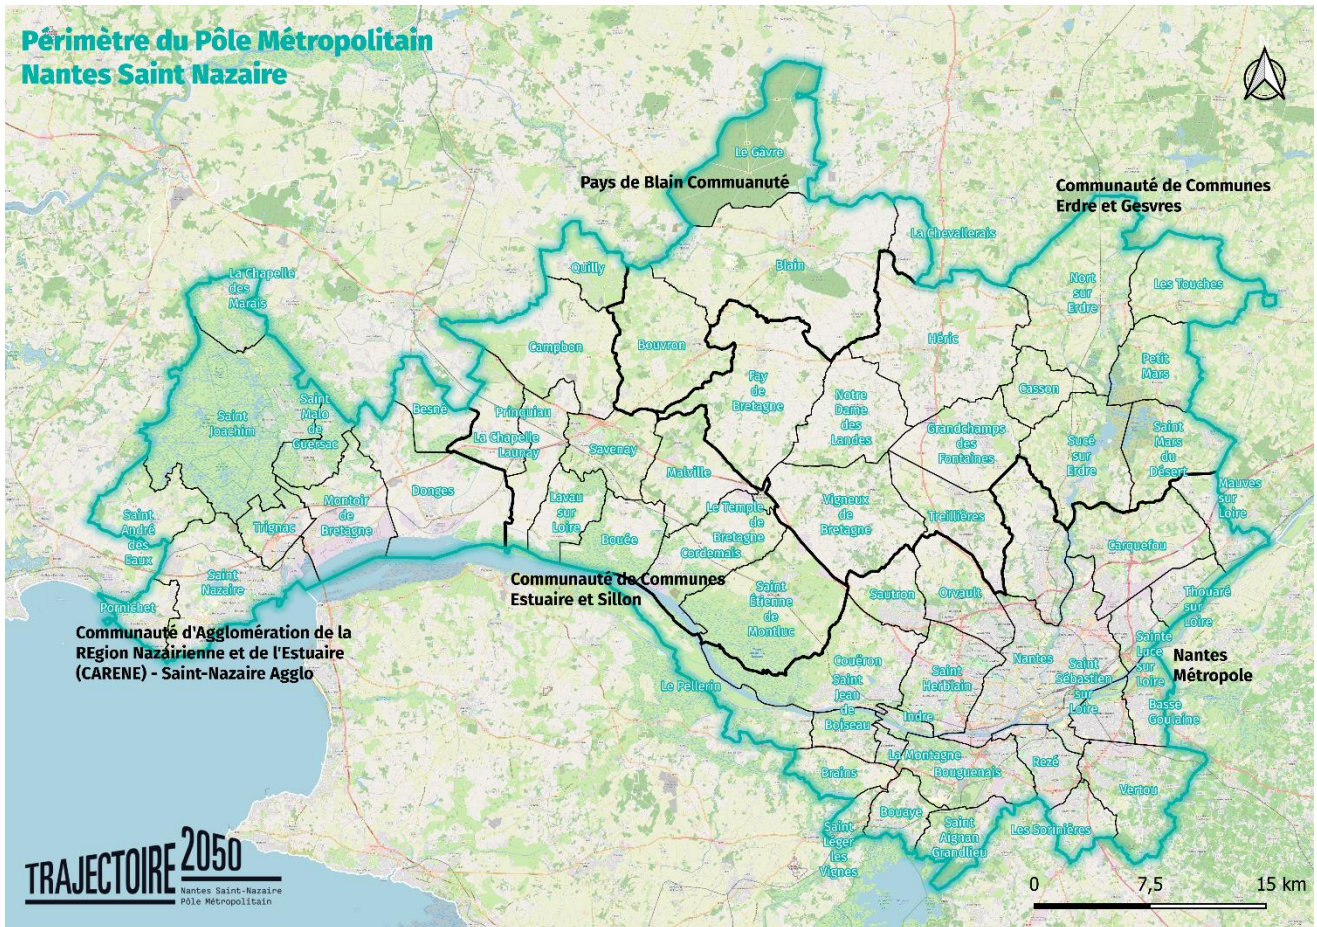 Périmètre du Pôle Métropolitain
Nantes Saint Nazaire
Le Gâvre
Pays de Blain Commuanuté
Communauté de Communes
Erdre et Gesvres
La Chevallerais
Quilly
Blain
La Chapelle
des
Marais
Nort
sur
Erdre
Les Touches
Campbon
Bouvron
Héric
Petit
Mars
Fay
de
Bretagne
Casson
Notre
Dame
des
Landes
Saint
Joachim
Saint
Malo
de
Guersac
Besné
Prinquiau
La Chapelle
Launay
Savenay
Grandchamps
des
Fontaines
Sucé
sur
Erdre
Saint
Mars
du
Désert
Malville
Donges
Mauves
sur
Loire
Montoir
de
Bretagne
Lavau
sur
Loire
Le Temple
de
Bretagne
Vigneux
de
Bretagne
Treillières
Saint
André
des
Eaux
Trignac
Bouée
Cordemais
Carquefou
Saint
Nazaire
Communauté de Communes
Estuaire et Sillon
Saint
Étienne
de
Montluc
Sautron
Orvault
Thouaré
sur
Loire
Pornichet
Communauté d'Agglomération de la
REgion Nazairienne et de l'Estuaire
(CARENE) - Saint-Nazaire Agglo
Sainte
Luce
sur
Loire
Nantes
Métropole
Couëron
Saint
Jean
de
Boiseau
Saint
Herblain
Nantes
Saint
Sébastien
sur
Loire
Le Pellerin
Indre
Basse
Goulaine
La Montagne
Bouguenais
Rezé
Brains
Vertou
Bouaye
Saint
Aignan
Grandlieu
Les Sorinières
Saint
Léger
les
Vignes
TRAJECTOIRE 2050
Nantes Saint-Nazaire
Pôle Métropolitain
0 7,5 15 km